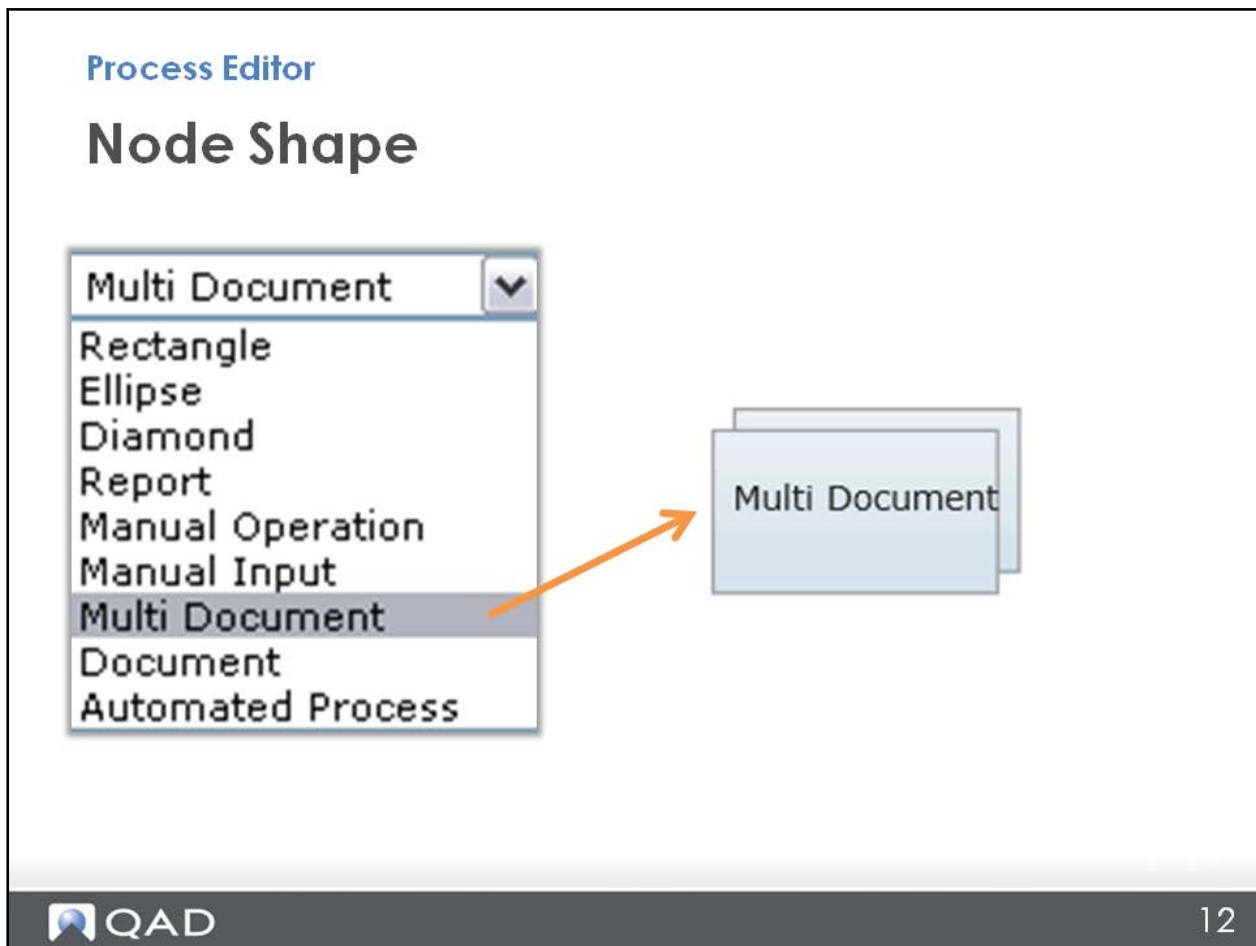 Process Editor
Node Shape
Multi Document
Rectangle
Ellipse
Diamond
Report
Manual Operation
Manual Input
Multi Document
Document
Automated Process
Multi Document
QAD
12